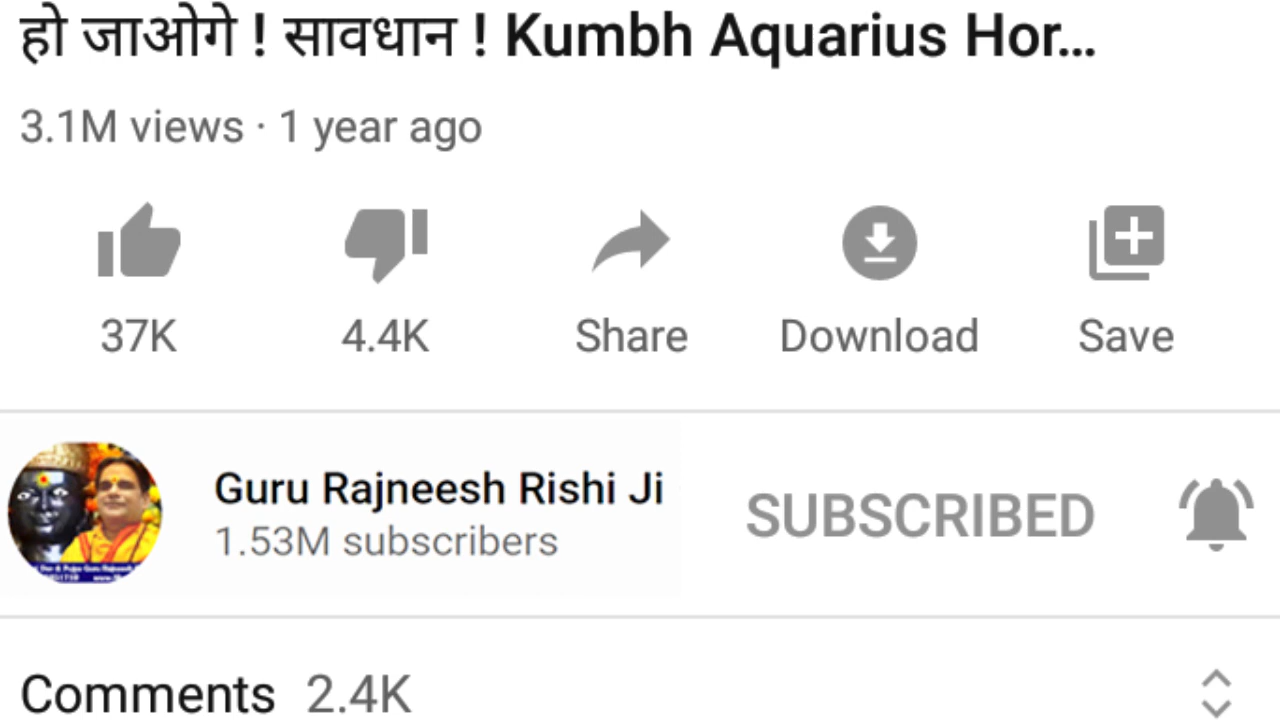 हो जाओगे ! सावधान ! Kumbh Aquarius Hor...
3.1M views · 1 year ago
37K
4.4K
Share
Download
Save
Guru Rajneesh Rishi Ji
1.53M subscribers
SUBSCRIBED
Comments 2.4K